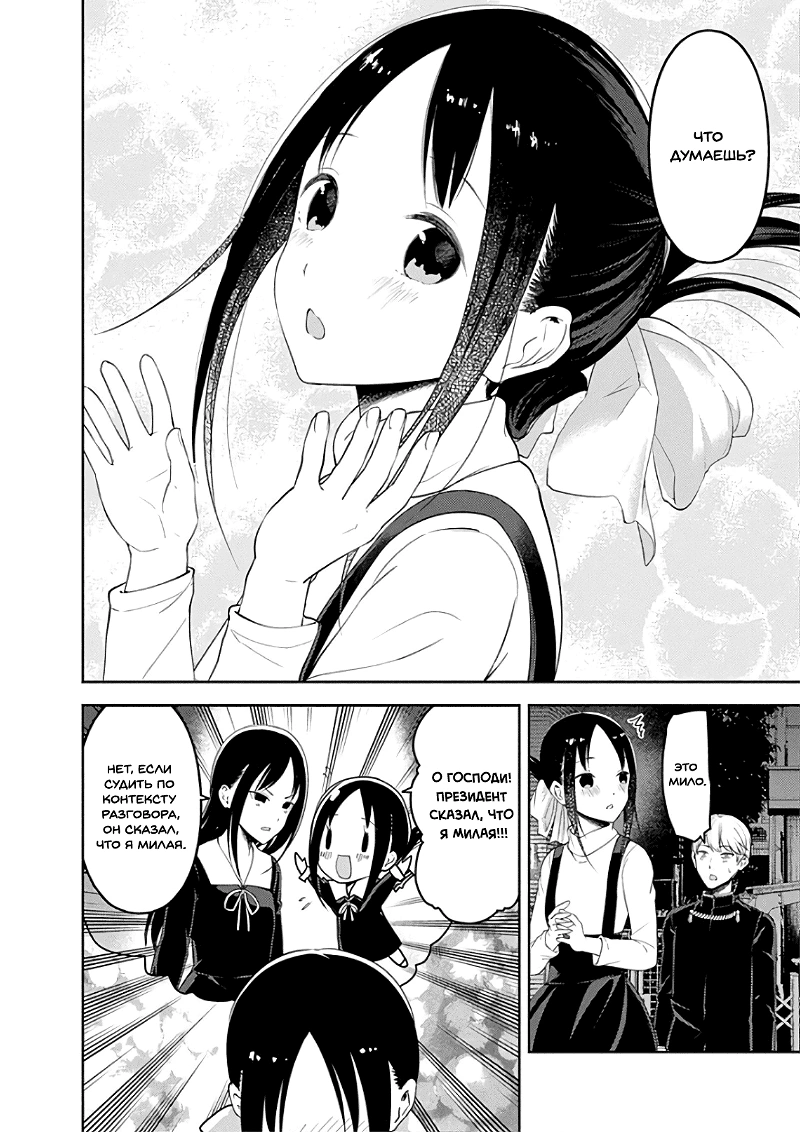 ЧТО
ДУМАЕШЬ?
ЭТО
МИЛО.
О ГОСПОДИ!
ПРЕЗИДЕНТ
СКАЗАЛ, ЧТО
Я МИЛАЯ!!!
НЕТ, ЕСЛИ
СУДИТЬ ПО
КОНТЕКСТУ
РАЗГОВОРА,
ОН СКАЗАЛ,
ЧТО Я МИЛАЯ.